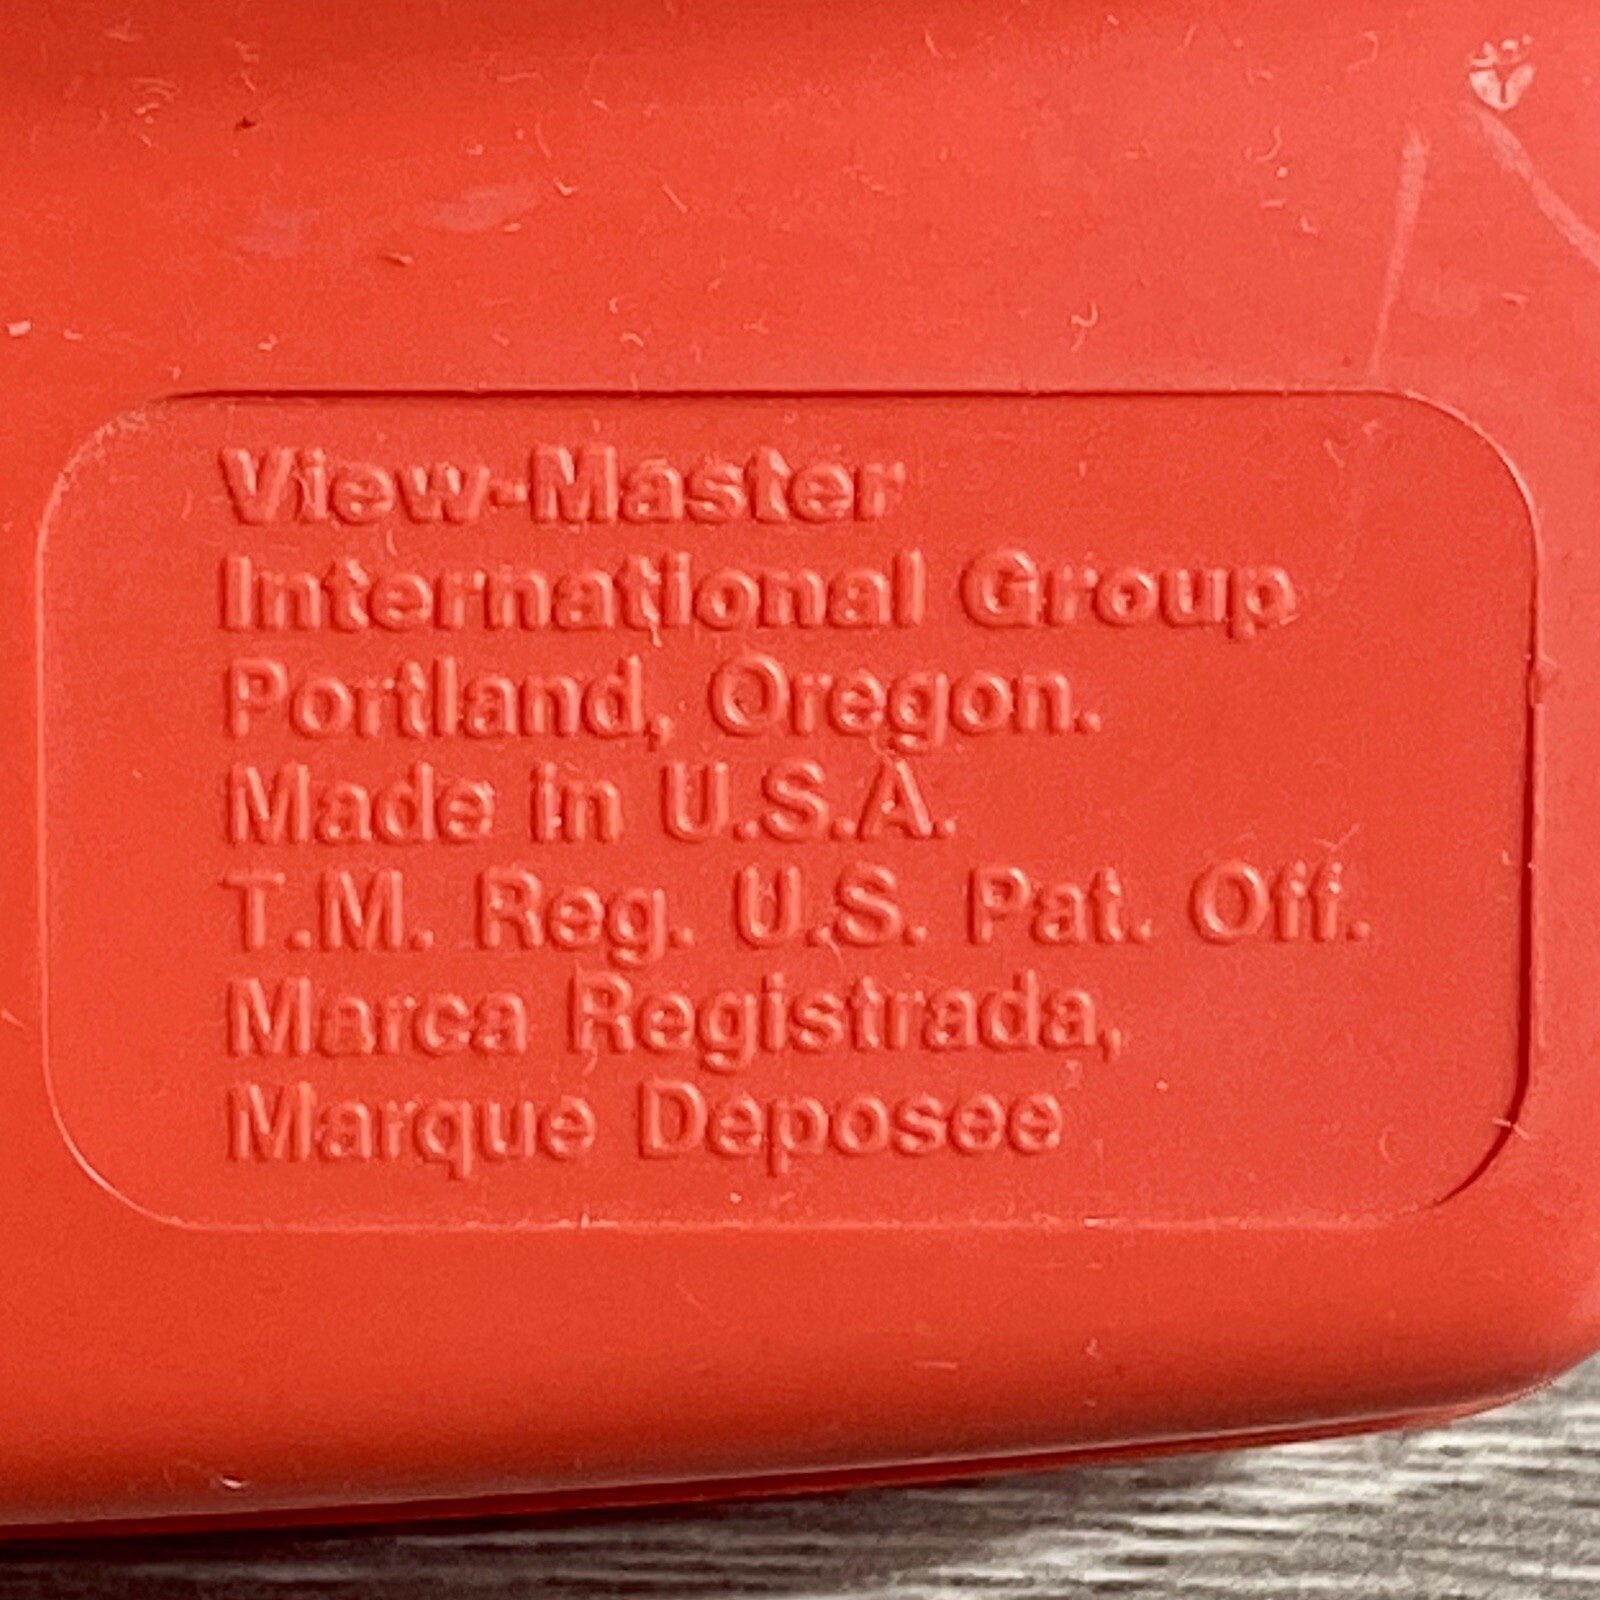 View-Master
International Group
Portland, Oregon.
Made in U.S.A.
T.M. Reg. U.S. Pat. Off.
Marca Registrada,
Marque Deposee